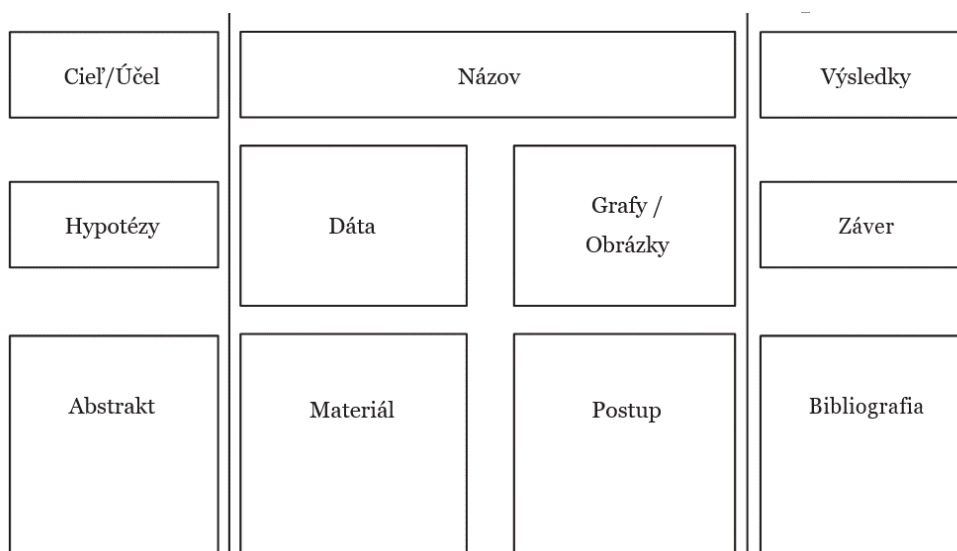 Cieľ/Účel
Názov
Výsledky
Hypotézy
Dáta
Grafy /
Obrázky
Záver
Abstrakt
Materiál
Postup
Bibliografia